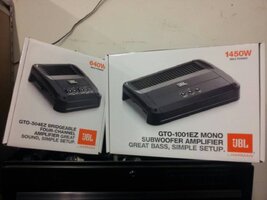 640W
GTO-504EZ BRIDGEABLE
FOUR-CHANNEL
AMPLIFIER GREAT
SOUND, SIMPLE SETUP.
JBL
1450W
GTO-1001EZ MONO
SUBWOOFER AMPLIFIER
GREAT BASS, SIMPLE SETUP.
JBL